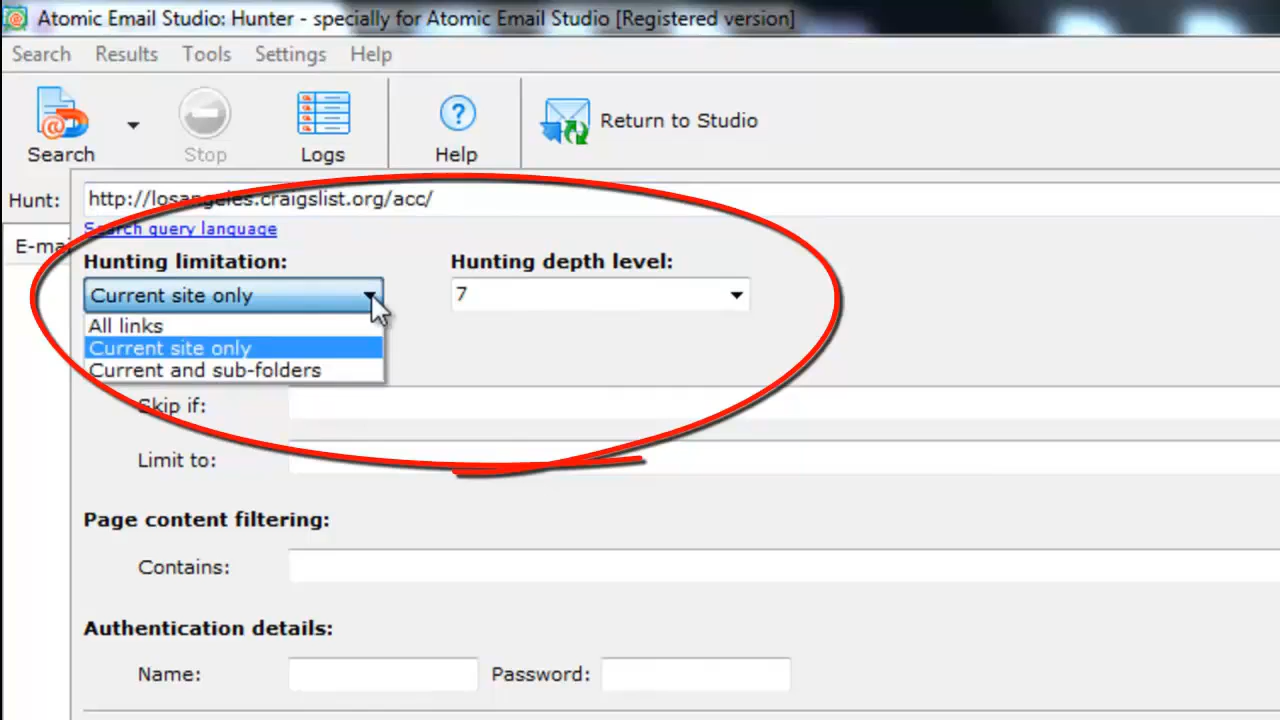 Atomic Email Studio: Hunter - specially for Atomic Email Studio [Registered version]
Search Results Tools Settings Help
Search Stop Logs Help Return to Studio
Hunt: http://losangeles.craigslist.org/acc/
Search query language
E-mai
Hunting limitation: Hunting depth level:
Current site only 7
All links
Current site only
Current and sub-folders
Skip if:
Limit to:
Page content filtering:
Contains:
Authentication details:
Name: Password: